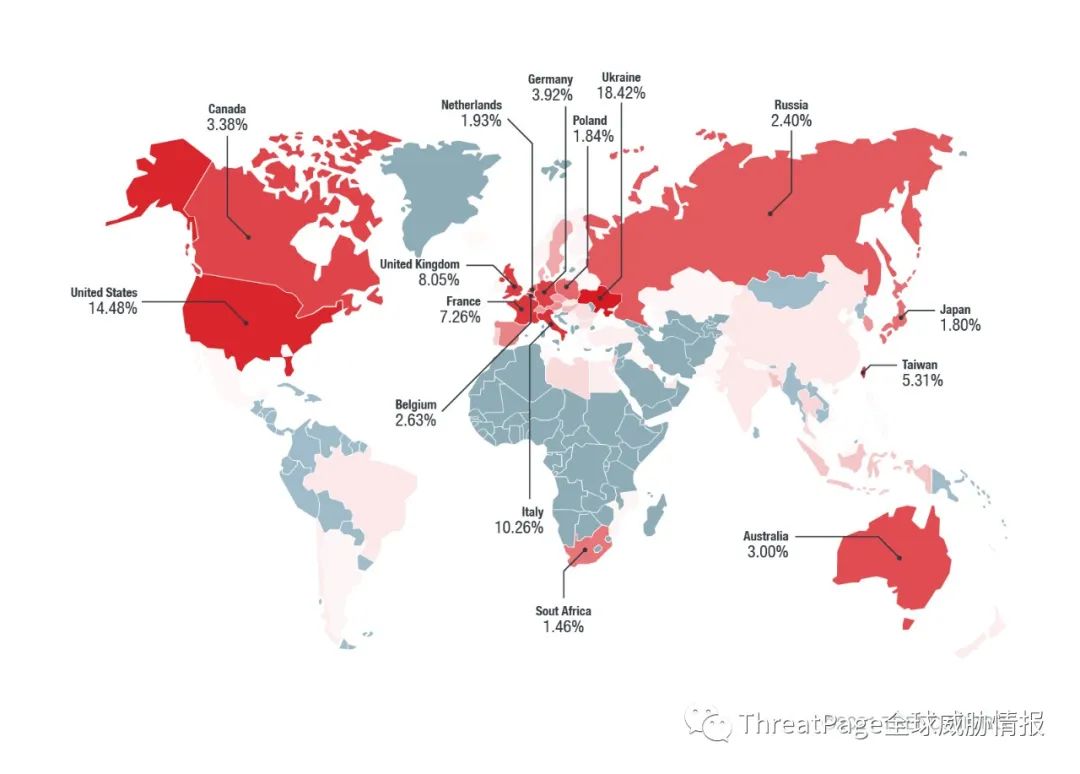 Germany
3.92%
Ukraine
18.42%
Canada
3.38%
Netherlands
1.93%
Poland
1.84%
Russia
2.40%
United Kingdom
8.05%
United States
14.48%
France
7.26%
Japan
1.80%
Taiwan
5.31%
Belgium
2.63%
Italy
10.26%
Australia
3.00%
Sout Africa
1.46%
ThreatPage全球威胁情报